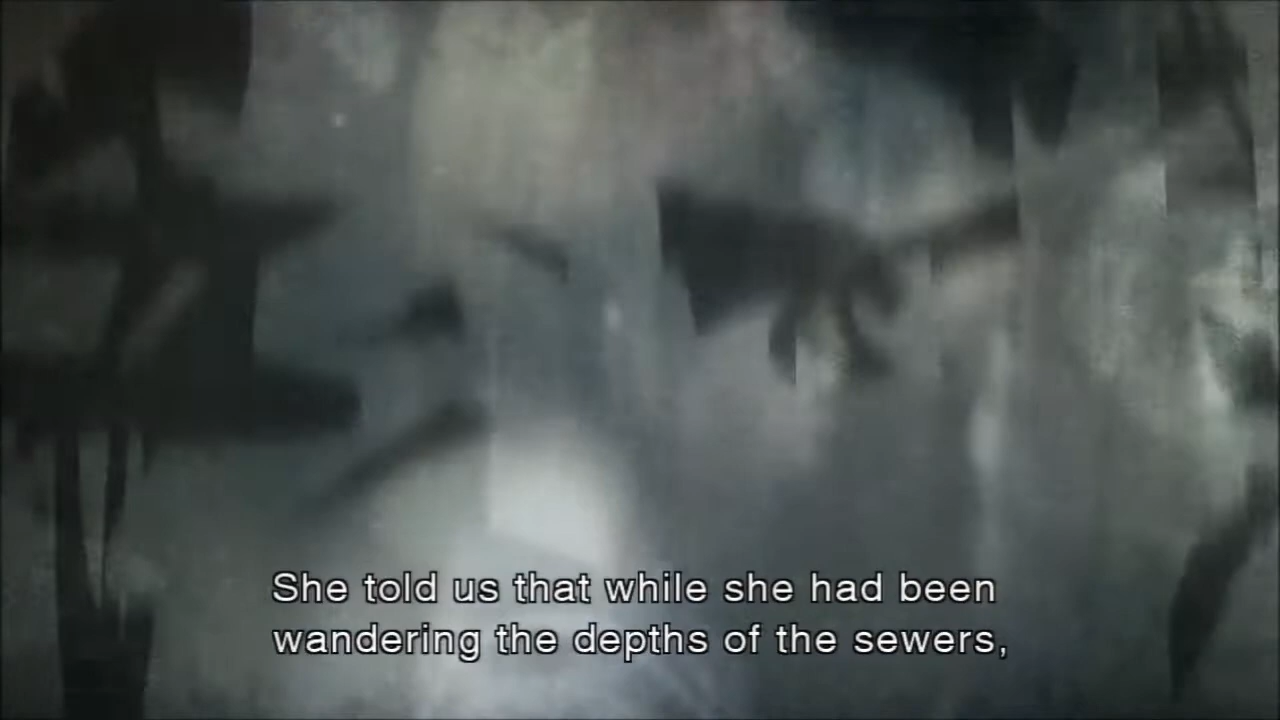 She told us that while she had been
wandering the depths of the sewers,